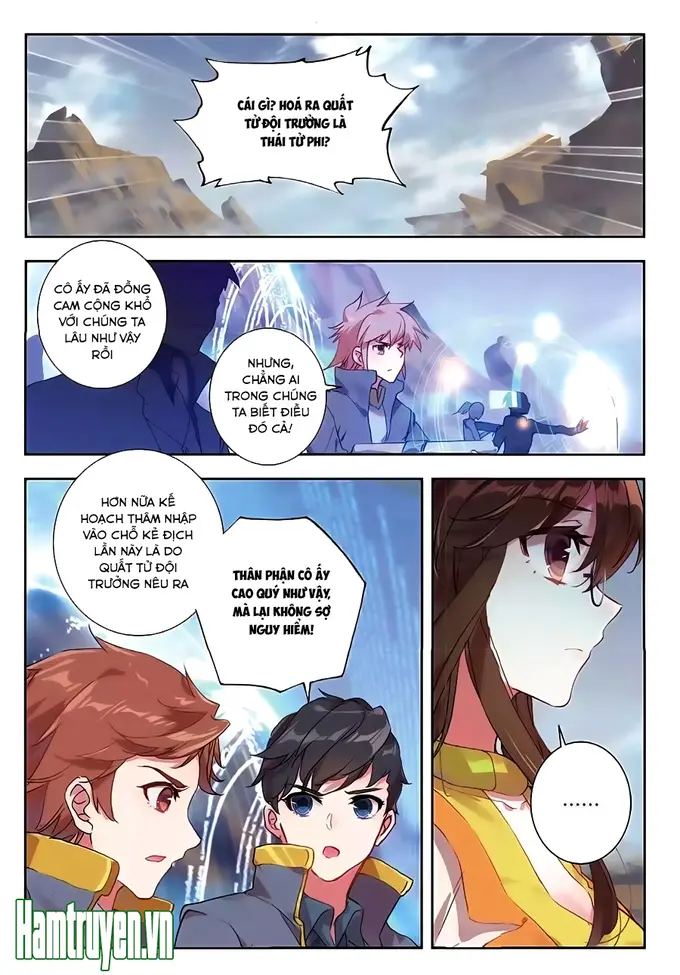 CÁI GÌ? HOÁ RA QUẤT
TỬ ĐỘI TRƯỜNG LÀ
THÁI TỬ PHI?
CÔ ẤY ĐÃ ĐỒNG
CAM CỘNG KHỔ
VỚI CHÚNG TA
LÂU NHƯ VẬY
RỒI
NHƯNG,
CHẲNG AI
TRONG CHÚNG
TA BIẾT ĐIỀU
ĐÓ CẢ!
HƠN NỮA KẾ
HOẠCH THÂM NHẬP
VÀO CHỖ KẺ ĐỊCH
LẦN NÀY LÀ DO
QUẤT TỬ ĐỘI
TRƯỞNG NÊU RA
THÂN PHẬN CÔ ẤY
CAO QUÝ NHƯ VẬY,
MÀ LẠI KHÔNG SỢ
NGUY HIỂM!
......
Hamtruyen.vn